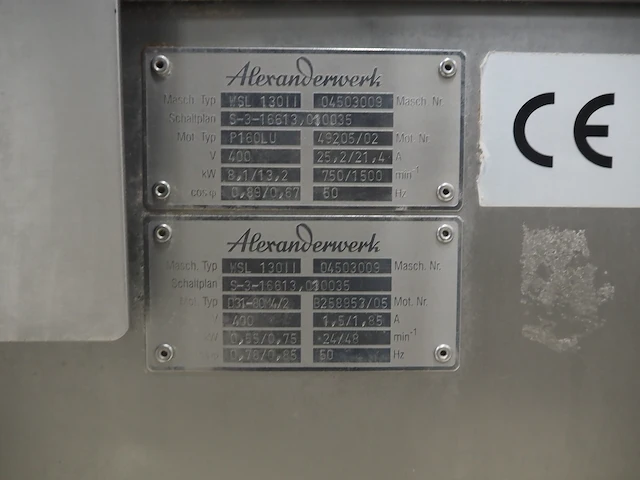 Alexanderwerk
Masch. Typ WSL 130II 04503009 Masch. Nr.
Schaltplan S-3-16613,010035
Mot. Typ P160LU 49205/02 Mot. Nr.
V 400 25,2/21,4 A
kW 8,1/13,2 750/1500 min⁻¹
cos.φ 0,89/0,87 50 Hz
CE
Alexanderwerk
Masch. Typ WSL 130II 04503009 Masch. Nr.
Schaltplan S-3-16613,010035
Mot. Typ 4/2 8258953/05 Mot. Nr.
V 400 1,5/1,85 A
kW 0,55/0,75 24/48 min⁻¹
0,78/0,85 50 Hz